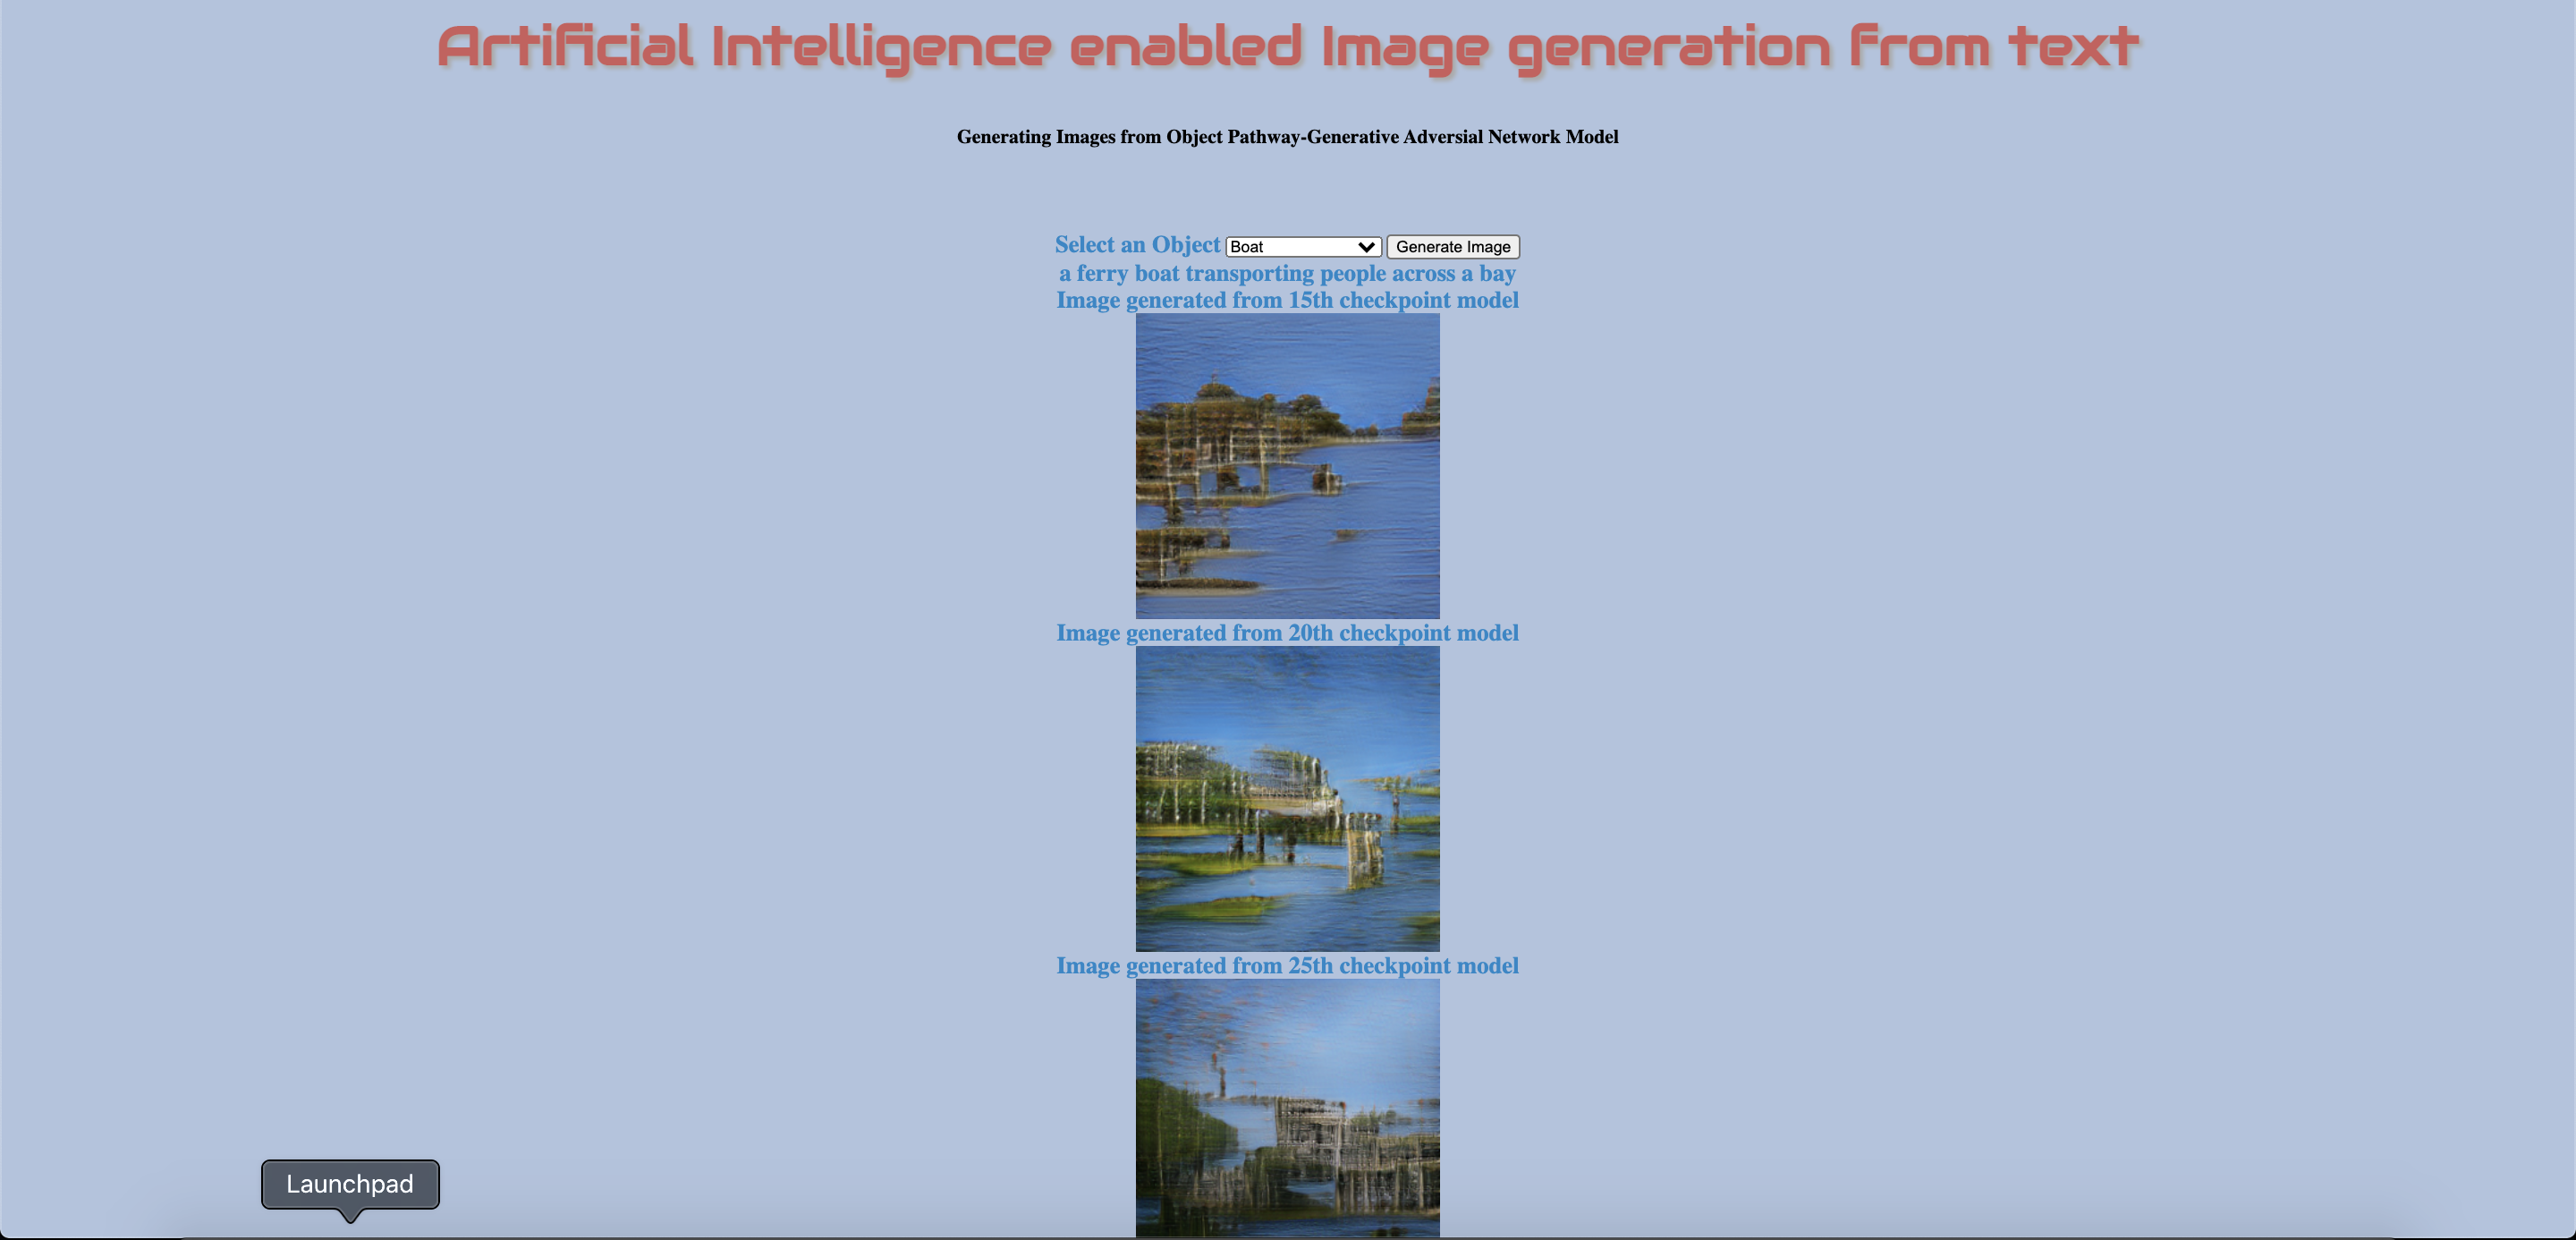 Artificial Intelligence enabled Image generation from text
Generating Images from Object Pathway-Generative Adversial Network Model
Select an Object Boat Generate Image
a ferry boat transporting people across a bay
Image generated from 15th checkpoint model
Image generated from 20th checkpoint model
Image generated from 25th checkpoint model
Launchpad